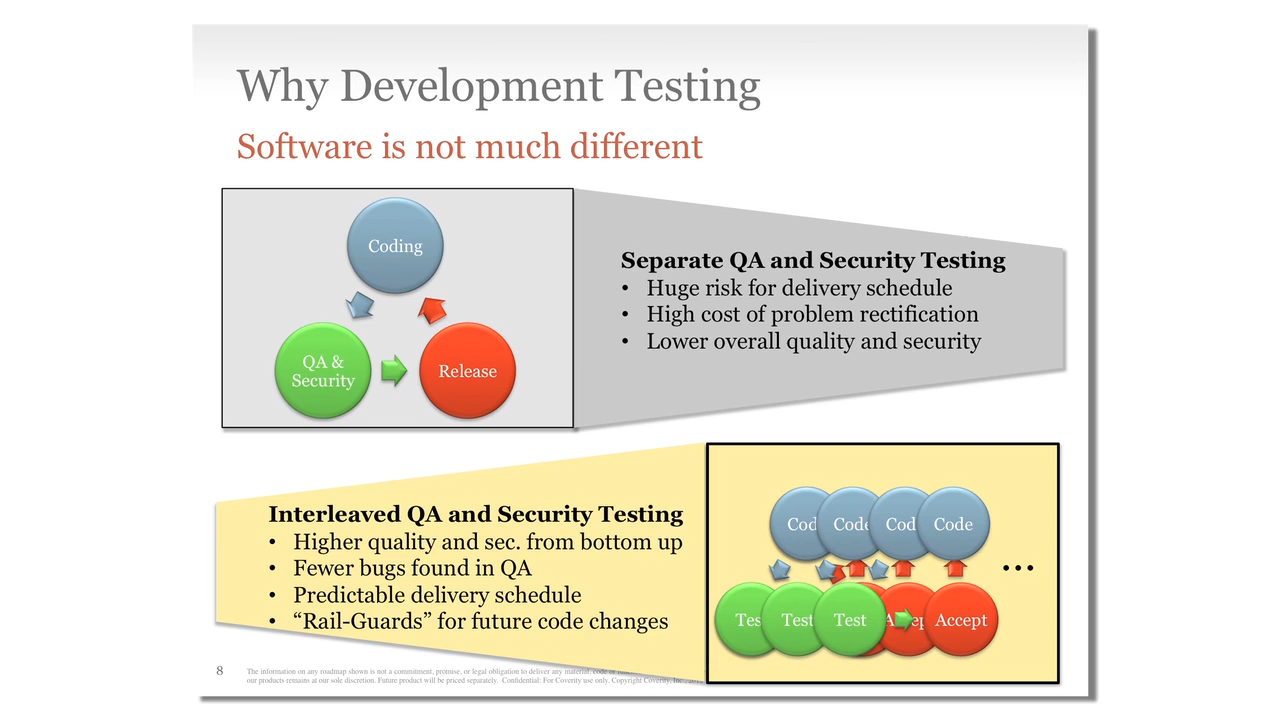 Why Development Testing
Software is not much different
Coding
QA &
Security
Release
Separate QA and Security Testing
• Huge risk for delivery schedule
• High cost of problem rectification
• Lower overall quality and security
Interleaved QA and Security Testing
• Higher quality and sec. from bottom up
• Fewer bugs found in QA
• Predictable delivery schedule
• “Rail-Guards” for future code changes
Code Code
Test Test Accept
...
8
The information on any roadmap shown is not a commitment, promise, or legal obligation to deliver any material, code or
our products remains at our sole discretion. Future product will be priced separately. Confidential: For Coverity use only. Copyright Coverity, Inc.